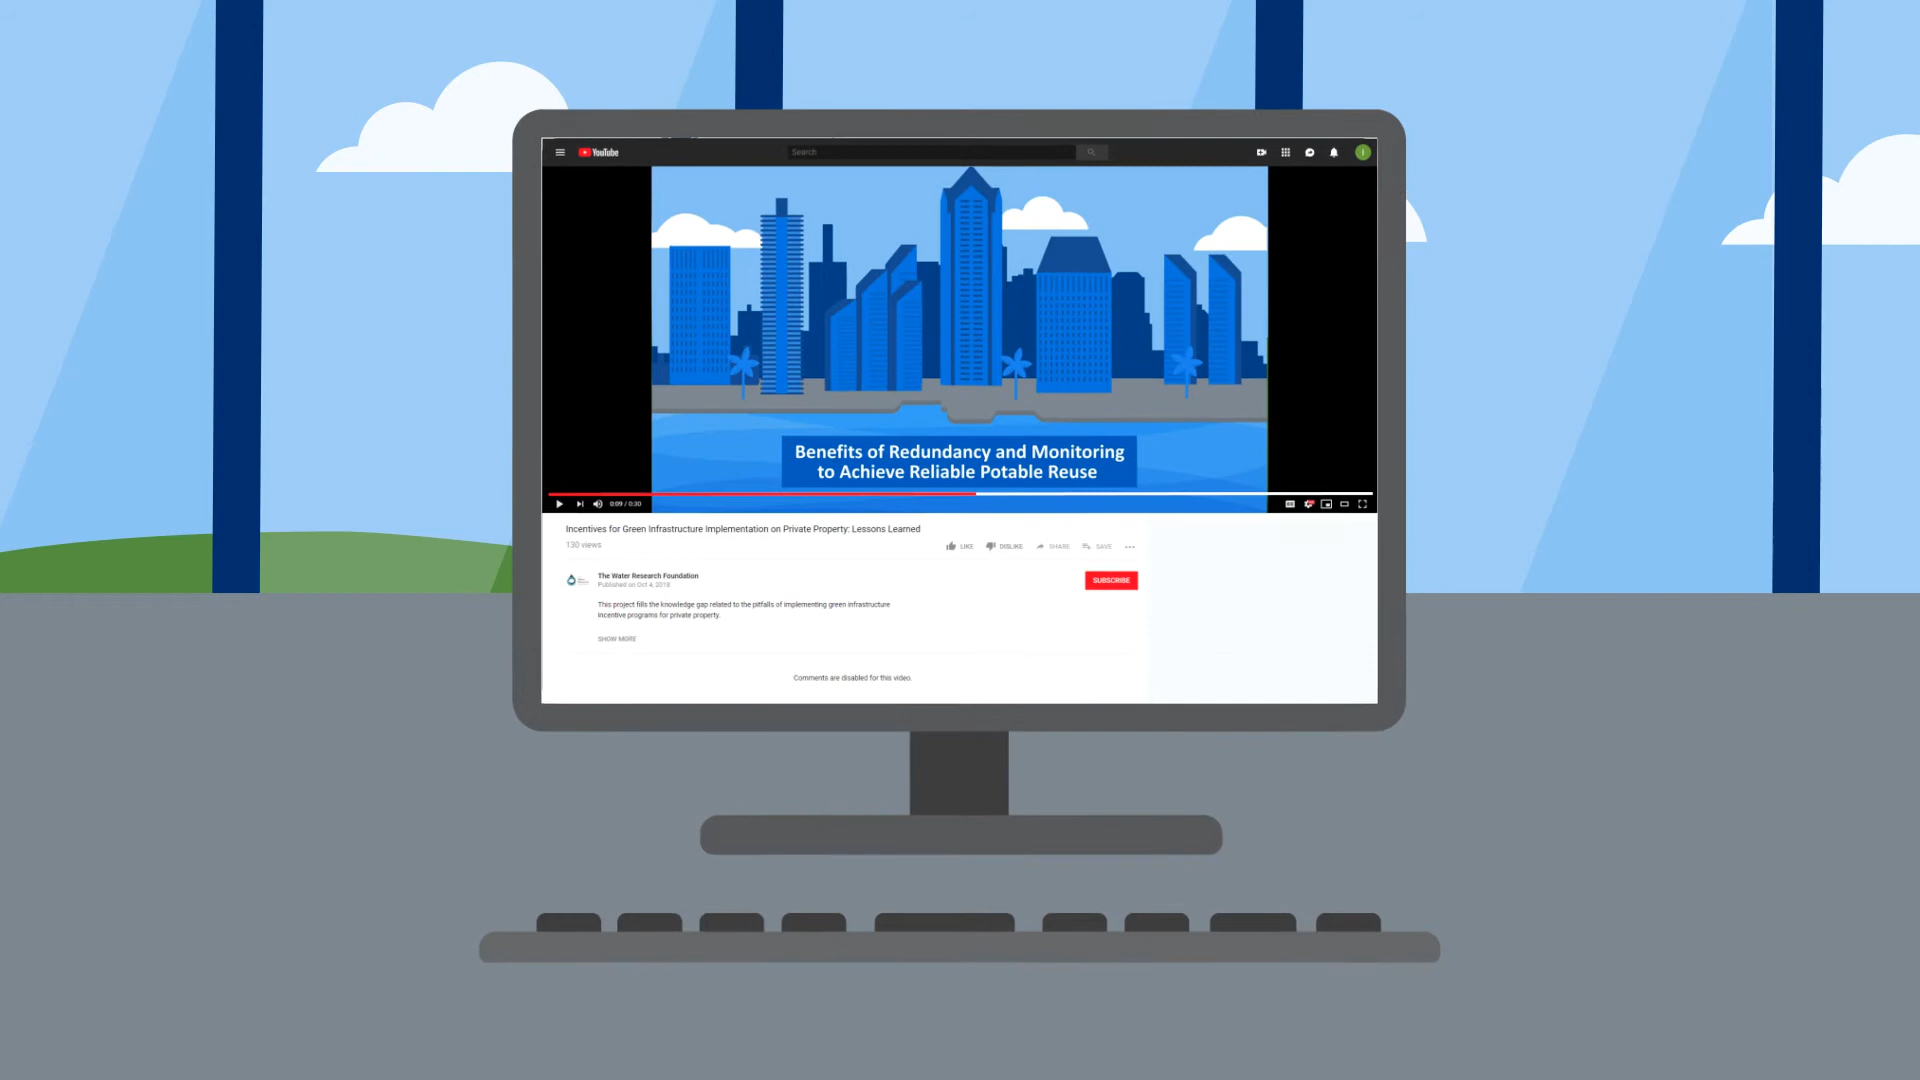 YouTube
Search
Benefits of Redundancy and Monitoring
to Achieve Reliable Potable Reuse
0:09 / 0:30
Incentives for Green Infrastructure Implementation on Private Property: Lessons Learned
130 views
LIKE
DISLIKE
SHARE
SAVE
The Water Research Foundation
Published on Oct 4, 2018
SUBSCRIBE
This project fills the knowledge gap related to the pitfalls of implementing green infrastructure
incentive programs for private property.
SHOW MORE
Comments are disabled for this video.